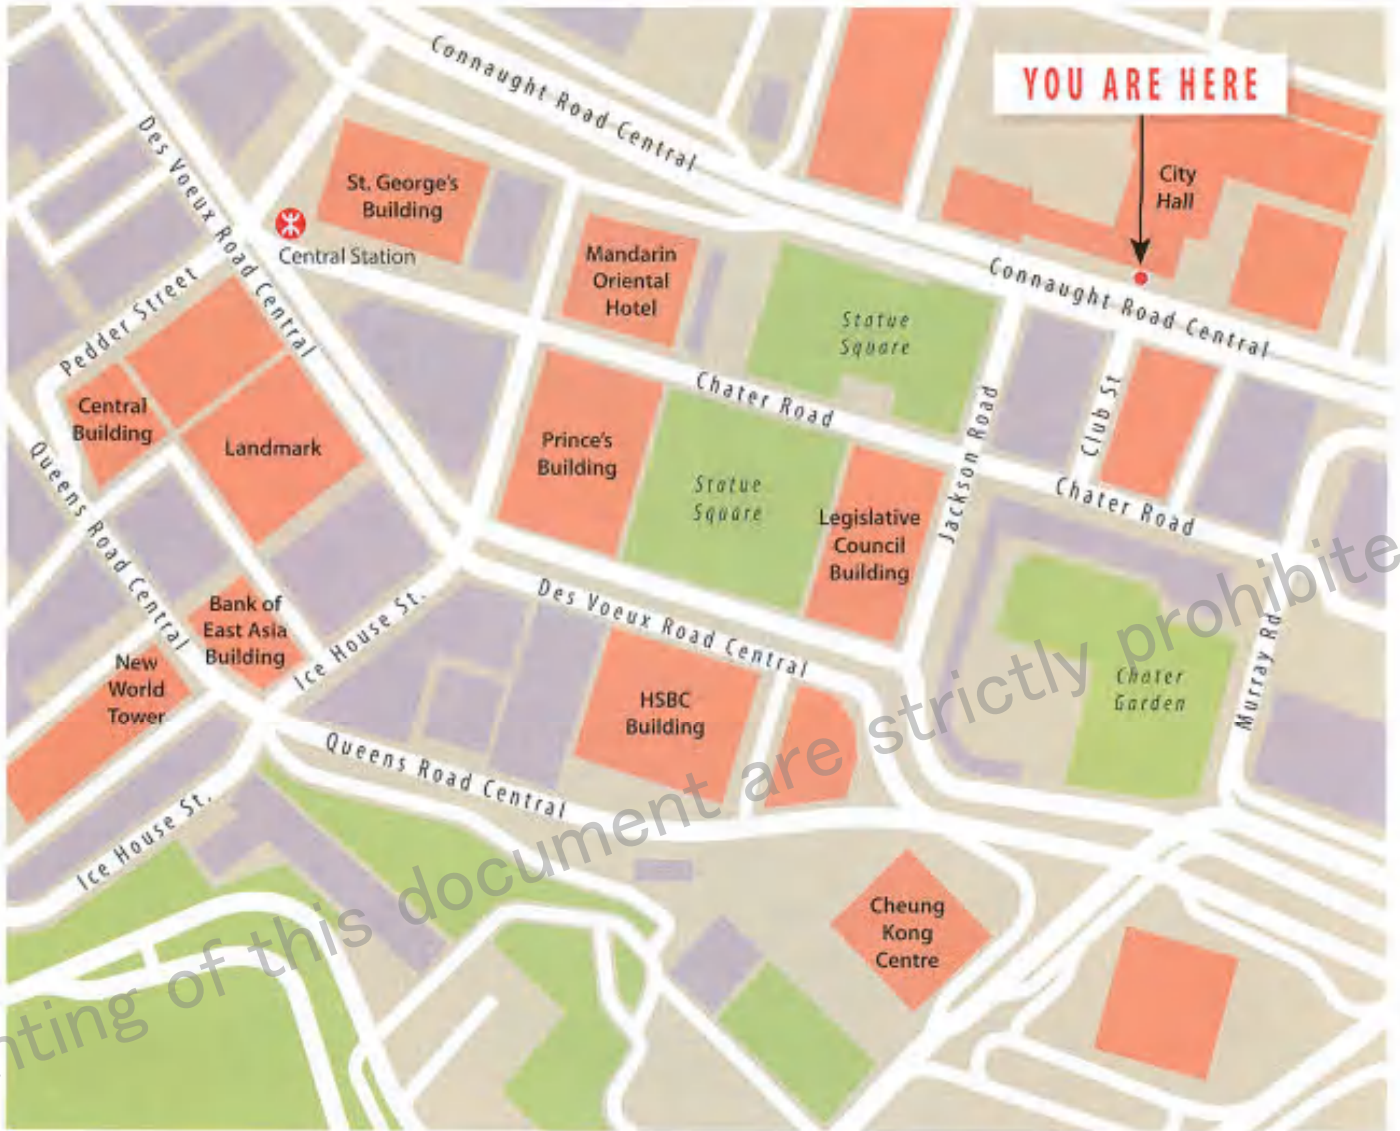 Connaught Road Central
YOU ARE HERE
Des Voeux Road Central
St. George's
Building
City
Hall
Central Station
Mandarin
Oriental
Hotel
Connaught Road Central
Pedder Street
Statue
Square
Chater Road
Central
Building
Landmark
Prince's
Building
Jackson Road
Club St
Queens Road Central
Statue
Square
Legislative
Council
Building
Chater Road
Bank of
East Asia
Building
Ice House St.
Des Voeux Road Central
New
World
Tower
HSBC
Building
Chater
Garden
Murray Rd
Queens Road Central
Ice House St.
Cheung
Kong
Centre
nting of this document are strictly prohibite